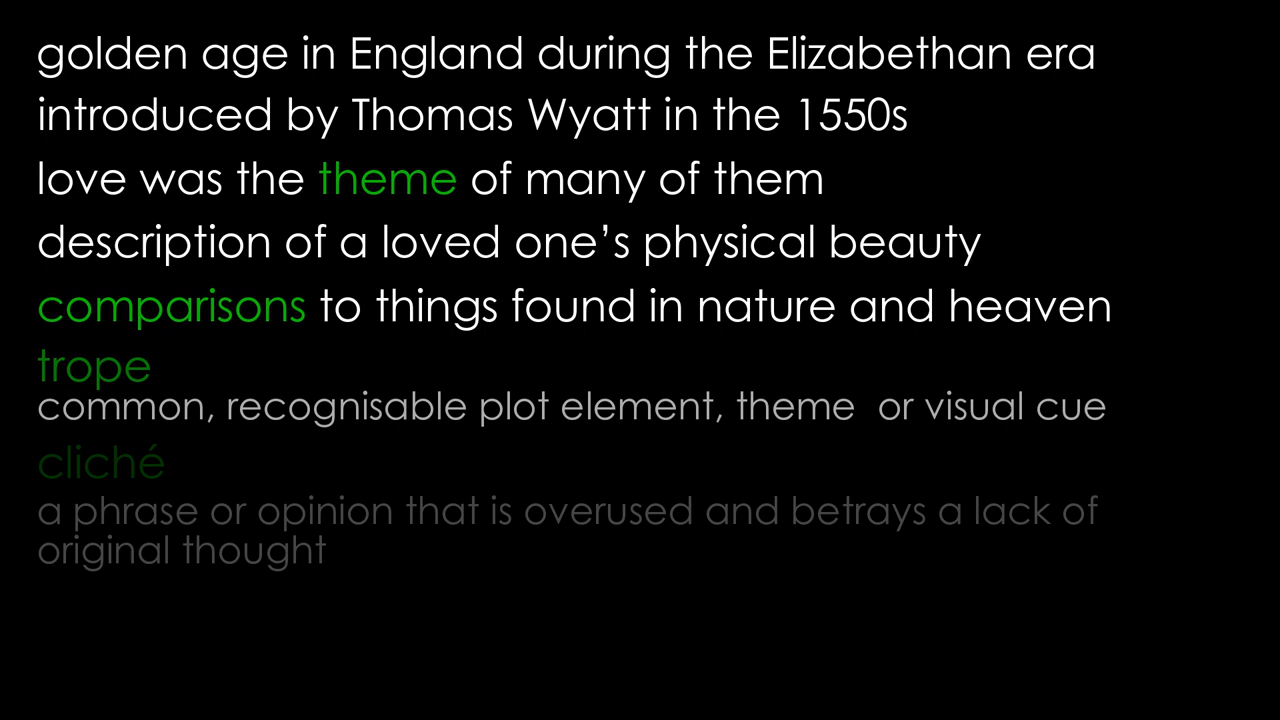 golden age in England during the Elizabethan era
introduced by Thomas Wyatt in the 1550s
love was the theme of many of them
description of a loved one’s physical beauty
comparisons to things found in nature and heaven
trope
common, recognisable plot element, theme  or visual cue
cliché
a phrase or opinion that is overused and betrays a lack of
original thought